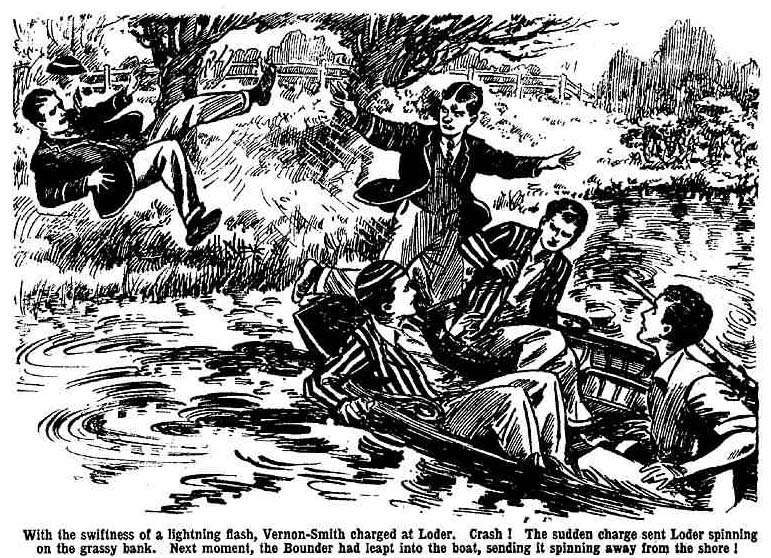 With the swiftness of a lightning flash, Vernon-Smith charged at Loder. Crash ! The sudden charge sent Loder spinning
on the grassy bank. Next moment, the Bounder had leapt into the boat, sending it spinning away from the shore !